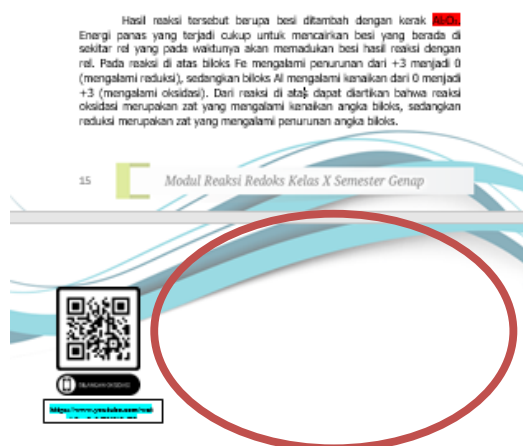 Hasil reaksi tersebut berupa besi ditambah dengan kerak Al₂O₃.
Energi panas yang terjadi cukup untuk mencairkan besi yang berada di
sekitar rel yang pada waktunya akan memadukan besi hasil reaksi dengan
rel. Pada reaksi di atas biloks Fe mengalami penurunan dari +3 menjadi 0
(mengalami reduksi), sedangkan biloks Al mengalami kenaikan dari 0 menjadi
+3 (mengalami oksidasi). Dari reaksi di atas dapat diartikan bahwa reaksi
oksidasi merupakan zat yang mengalami kenaikan angka biloks, sedangkan
reduksi merupakan zat yang mengalami penurunan angka biloks.
15 Modul Reaksi Redoks Kelas X Semester Genap
BILANGAN OKSIDASI